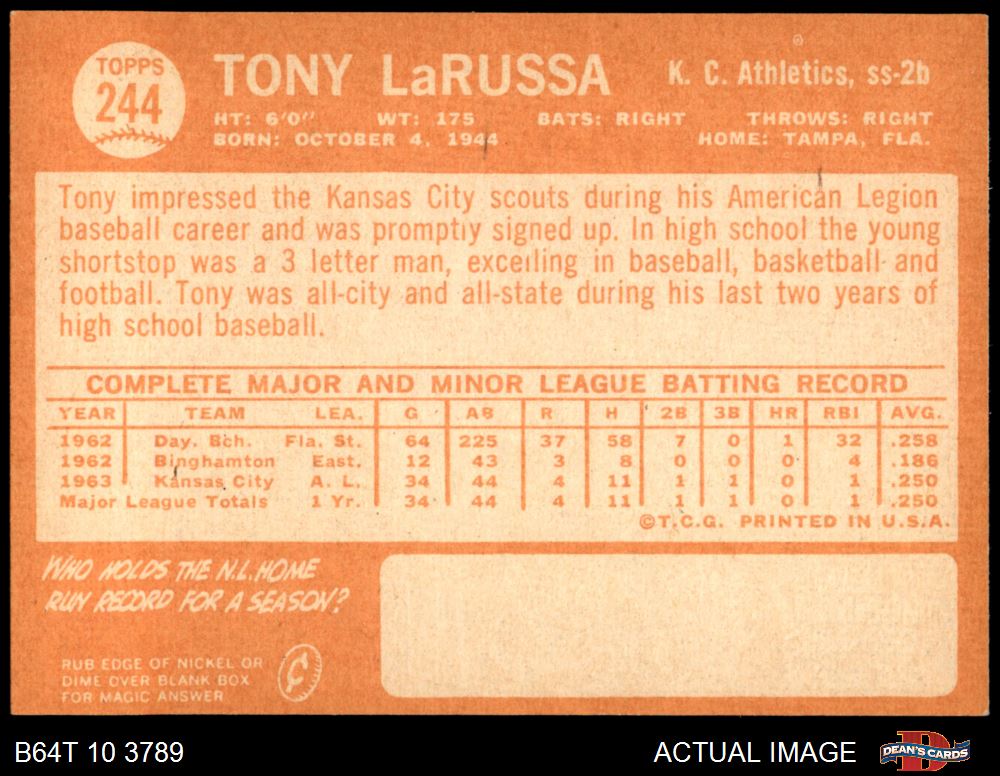 TOPPS
244
TONY LaRUSSA
K. C. Athletics, ss-2b
HT: 6'0" WT: 175 BATS: RIGHT THROWS: RIGHT
BORN: OCTOBER 4, 1944 HOME: TAMPA, FLA.
Tony impressed the Kansas City scouts during his American Legion
baseball career and was promptly signed up. In high school the young
shortstop was a 3 letter man, excelling in baseball, basketball and
football. Tony was all-city and all-state during his last two years of
high school baseball.
COMPLETE MAJOR AND MINOR LEAGUE BATTING RECORD
YEAR TEAM LEA. G AB R H 2B 3B HR RBI AVG.
1962 Day. Bch. Fla. St. 64 225 37 58 7 0 1 32 .258
1962 Binghamton East. 12 43 3 8 0 0 0 4 .186
1963 Kansas City A. L. 34 44 4 11 1 1 0 1 .250
Major League Totals 1 Yr. 34 44 4 11 1 1 0 1 .250
©T.C.G. PRINTED IN U.S.A.
WHO HOLDS THE N.L. HOME
RUN RECORD FOR A SEASON?
RUB EDGE OF NICKEL OR
DIME OVER BLANK BOX
FOR MAGIC ANSWER
B64T 10 3789
ACTUAL IMAGE
DEAN'S CARDS